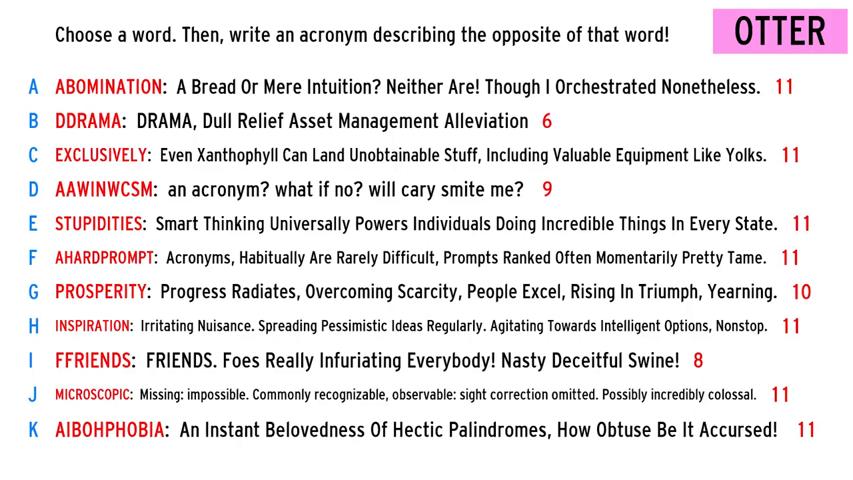 Choose a word. Then, write an acronym describing the opposite of that word!
OTTER
A ABOMINATION: A Bread Or Mere Intuition? Neither Are! Though I Orchestrated Nonetheless. 11
B DDRAMA: DRAMA, Dull Relief Asset Management Alleviation 6
C EXCLUSIVELY: Even Xanthophyll Can Land Unobtainable Stuff, Including Valuable Equipment Like Yolks. 11
D AAWINWCSM: an acronym? what if no? will cary smite me? 9
E STUPIDITIES: Smart Thinking Universally Powers Individuals Doing Incredible Things In Every State. 11
F AHARDPROMPT: Acronyms, Habitually Are Rarely Difficult, Prompts Ranked Often Momentarily Pretty Tame. 11
G PROSPERITY: Progress Radiates, Overcoming Scarcity, People Excel, Rising In Triumph, Yearning. 10
H INSPIRATION: Irritating Nuisance. Spreading Pessimistic Ideas Regularly. Agitating Towards Intelligent Options, Nonstop. 11
I FFRIENDS: FRIENDS. Foes Really Infuriating Everybody! Nasty Deceitful Swine! 8
J MICROSCOPIC: Missing: impossible. Commonly recognizable, observable: sight correction omitted. Possibly incredibly colossal. 11
K AIBOHPHOBIA: An Instant Belovedness Of Hectic Palindromes, How Obtuse Be It Accursed! 11